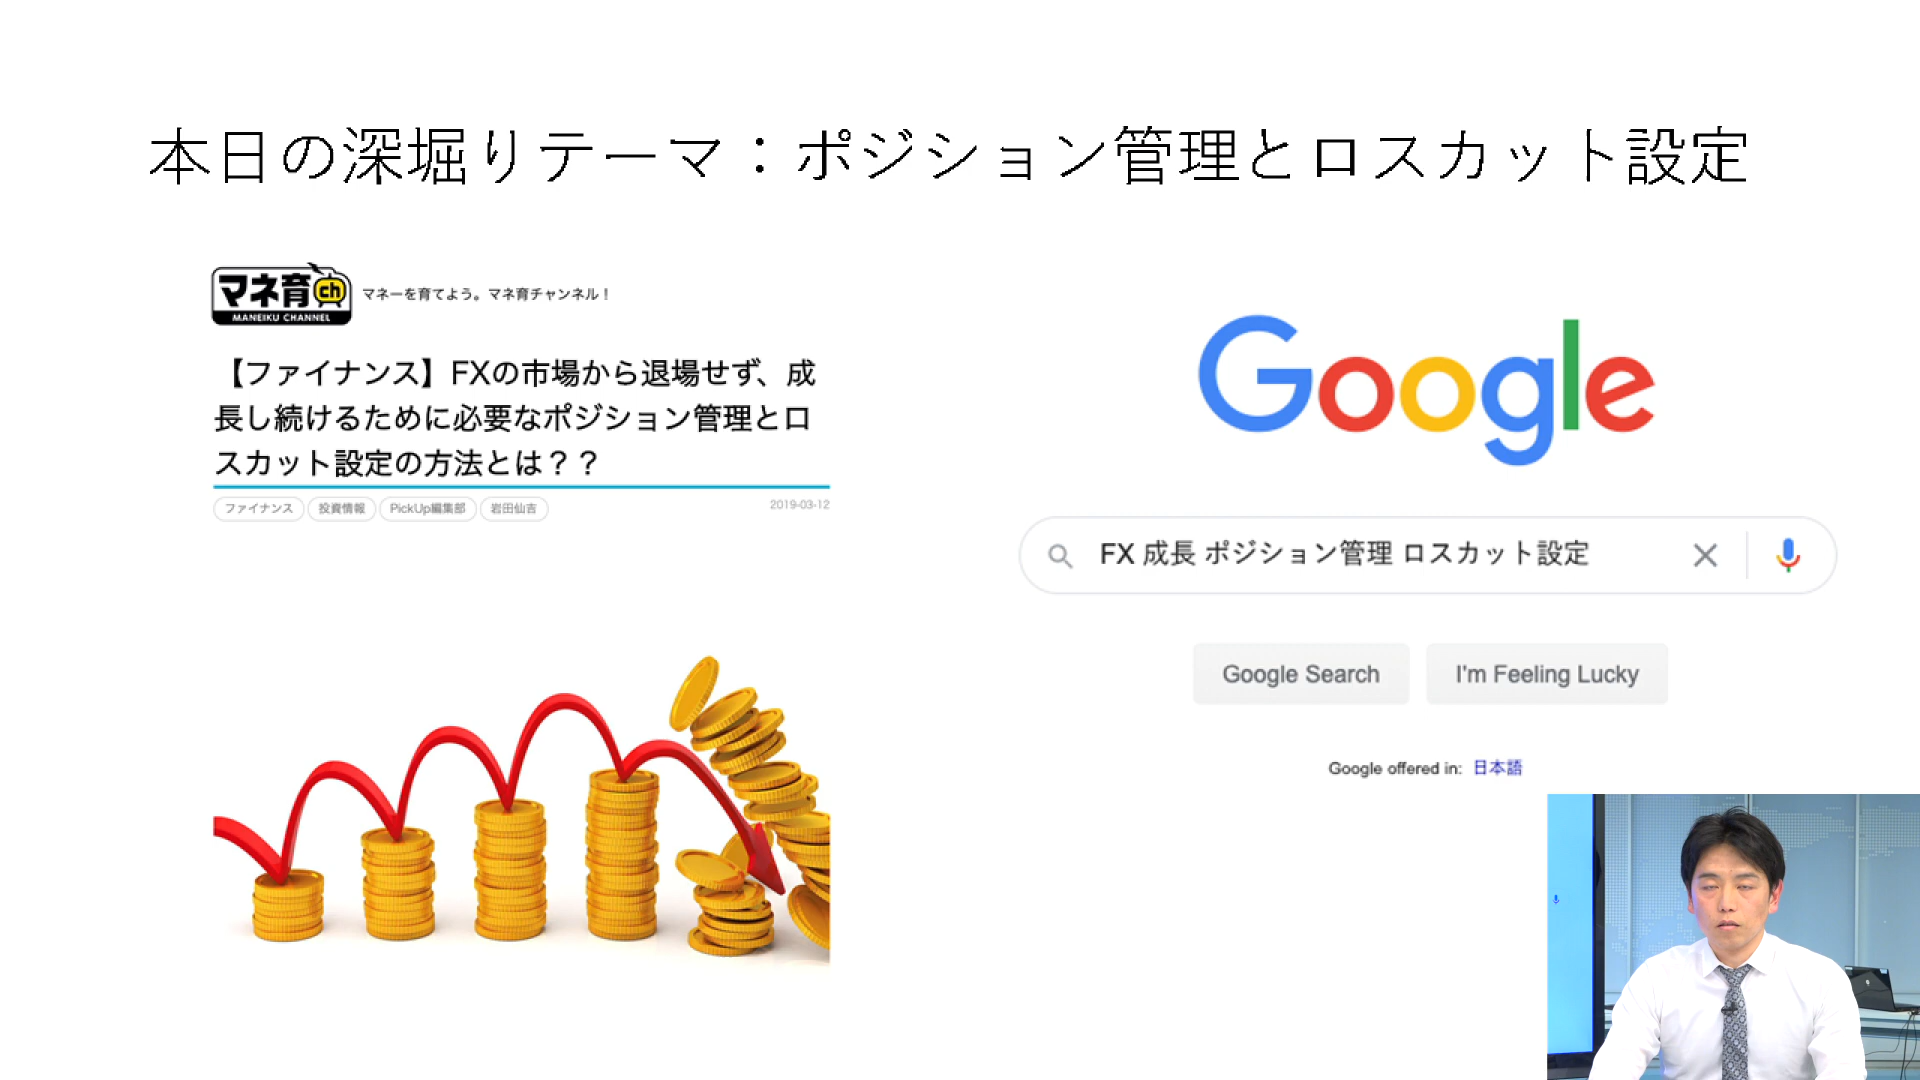 本日の深堀りテーマ：ポジション管理とロスカット設定
マネ育ch
MANEIKU CHANNEL
マネーを育てよう。マネ育チャンネル！
【ファイナンス】FXの市場から退場せず、成
長し続けるために必要なポジション管理とロ
スカット設定の方法とは？？
ファイナンス 投資情報 PickUp編集部 岩田仙吉
2019-03-12
Google
FX 成長 ポジション管理 ロスカット設定
Google Search
I'm Feeling Lucky
Google offered in: 日本語